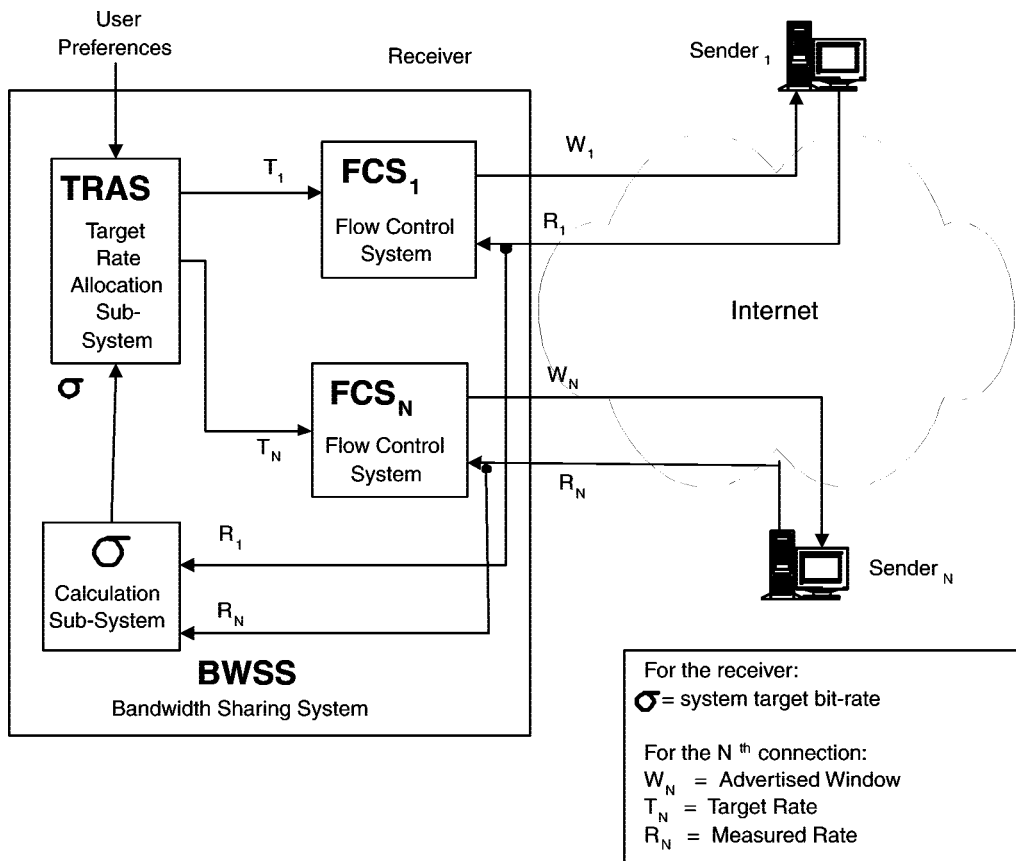 User
Preferences
Receiver
Sender 1
TRAS
Target
Rate
Allocation
Sub-
System
T1
FCS1
Flow Control
System
W1
R1
Internet
σ
TN
FCSN
Flow Control
System
WN
RN
σ
Calculation
Sub-System
R1
RN
Sender N
BWSS
Bandwidth Sharing System
For the receiver:
σ = system target bit-rate
For the N th connection:
WN = Advertised Window
TN = Target Rate
RN = Measured Rate